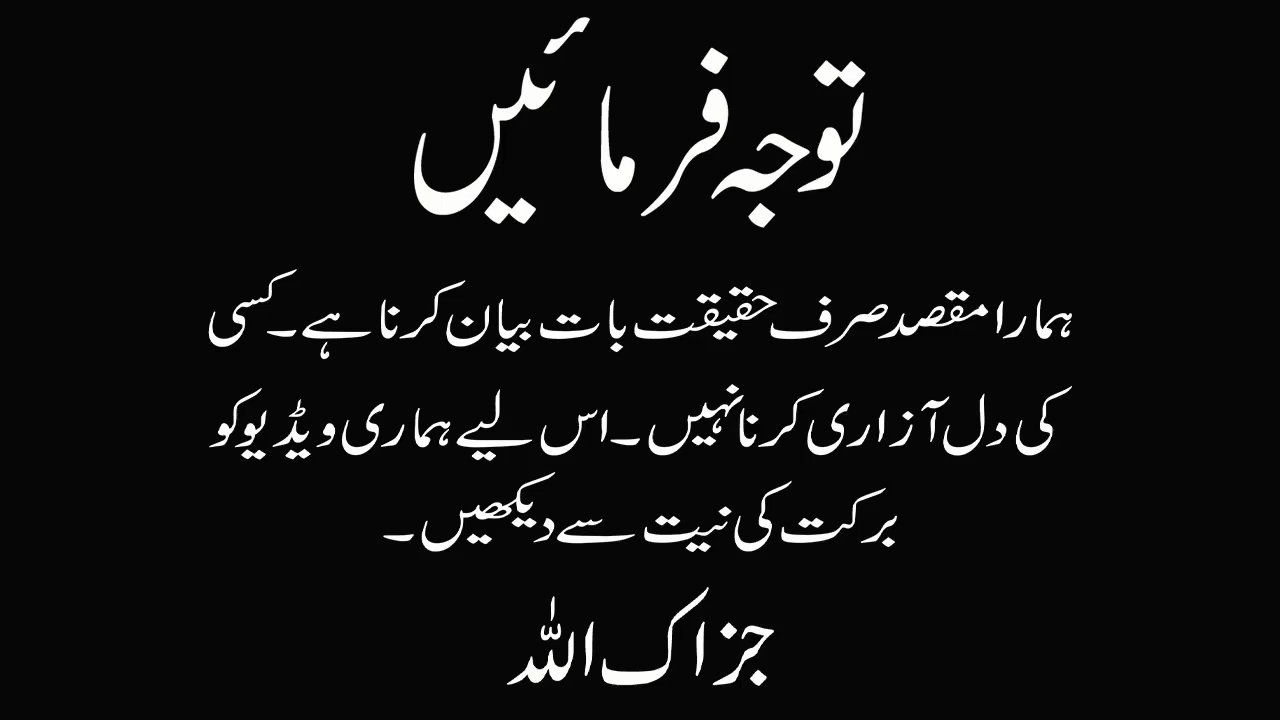 توجہ فرمائیں
ہمارا مقصد صرف حقیقت بات بیان کرنا ہے۔ کسی
کی دل آزاری کرنا نہیں۔ اس لیے ہماری ویڈیو کو
برکت کی نیت سے دیکھیں۔
جزاک اللہ